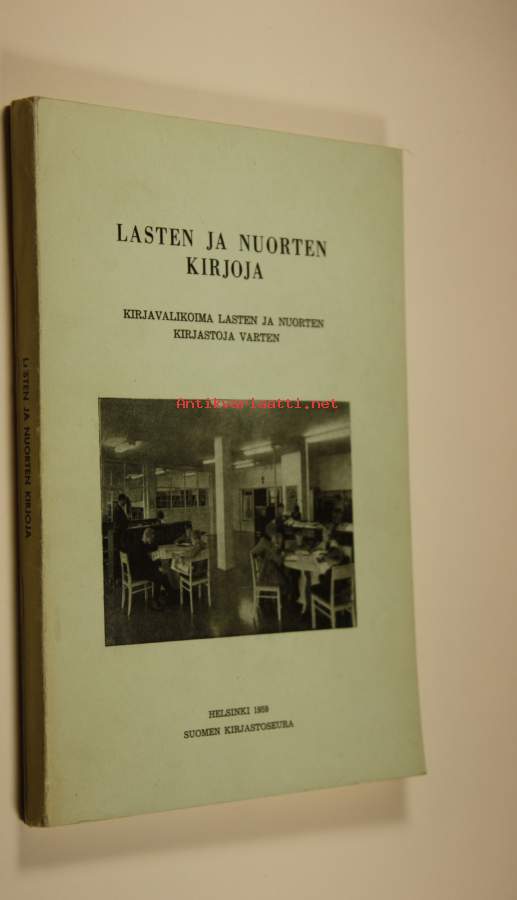 LASTEN JA NUORTEN
KIRJOJA
KIRJAVALIKOIMA LASTEN JA NUORTEN
KIRJASTOJA VARTEN
Antikvariaatti.net
HELSINKI 1959
SUOMEN KIRJASTOSEURA
LASTEN JA NUORTEN KIRJOJA